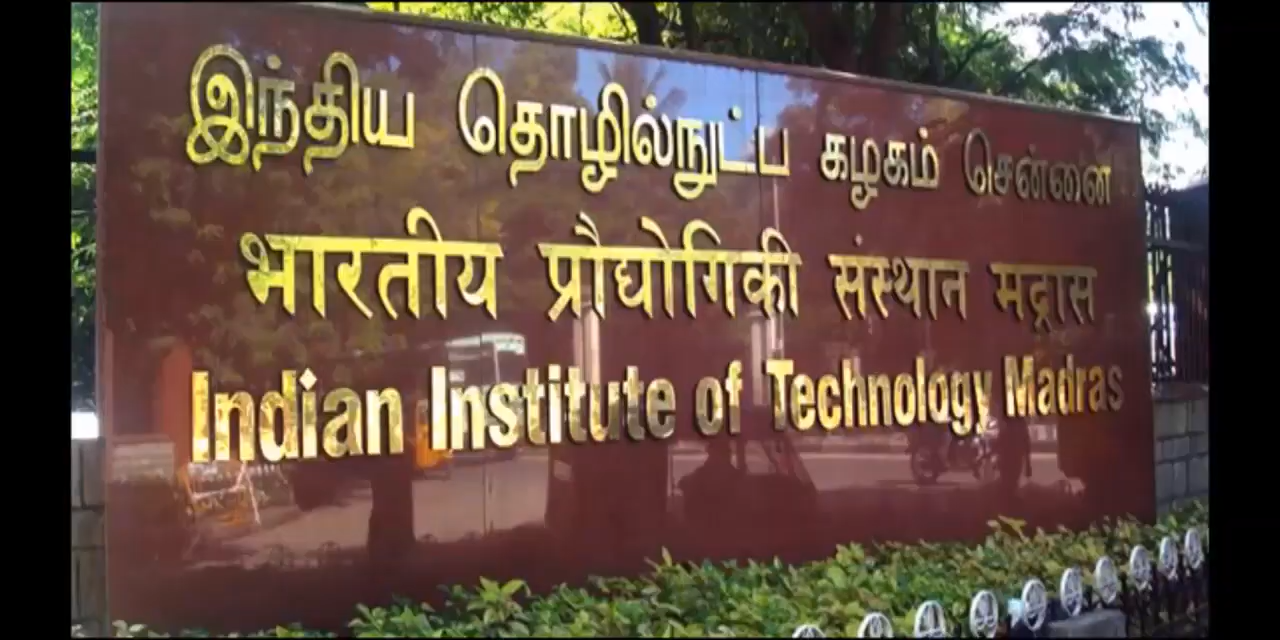 இந்திய தொழில்நுட்ப கழகம் சென்னை
भारतीय प्रौद्योगिकी संस्थान मद्रास
Indian Institute of Technology Madras